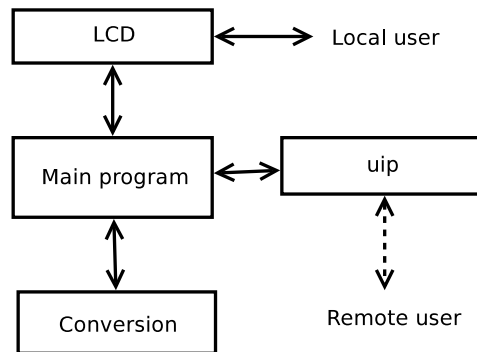 LCD
Local user
Main program
uip
Conversion
Remote user